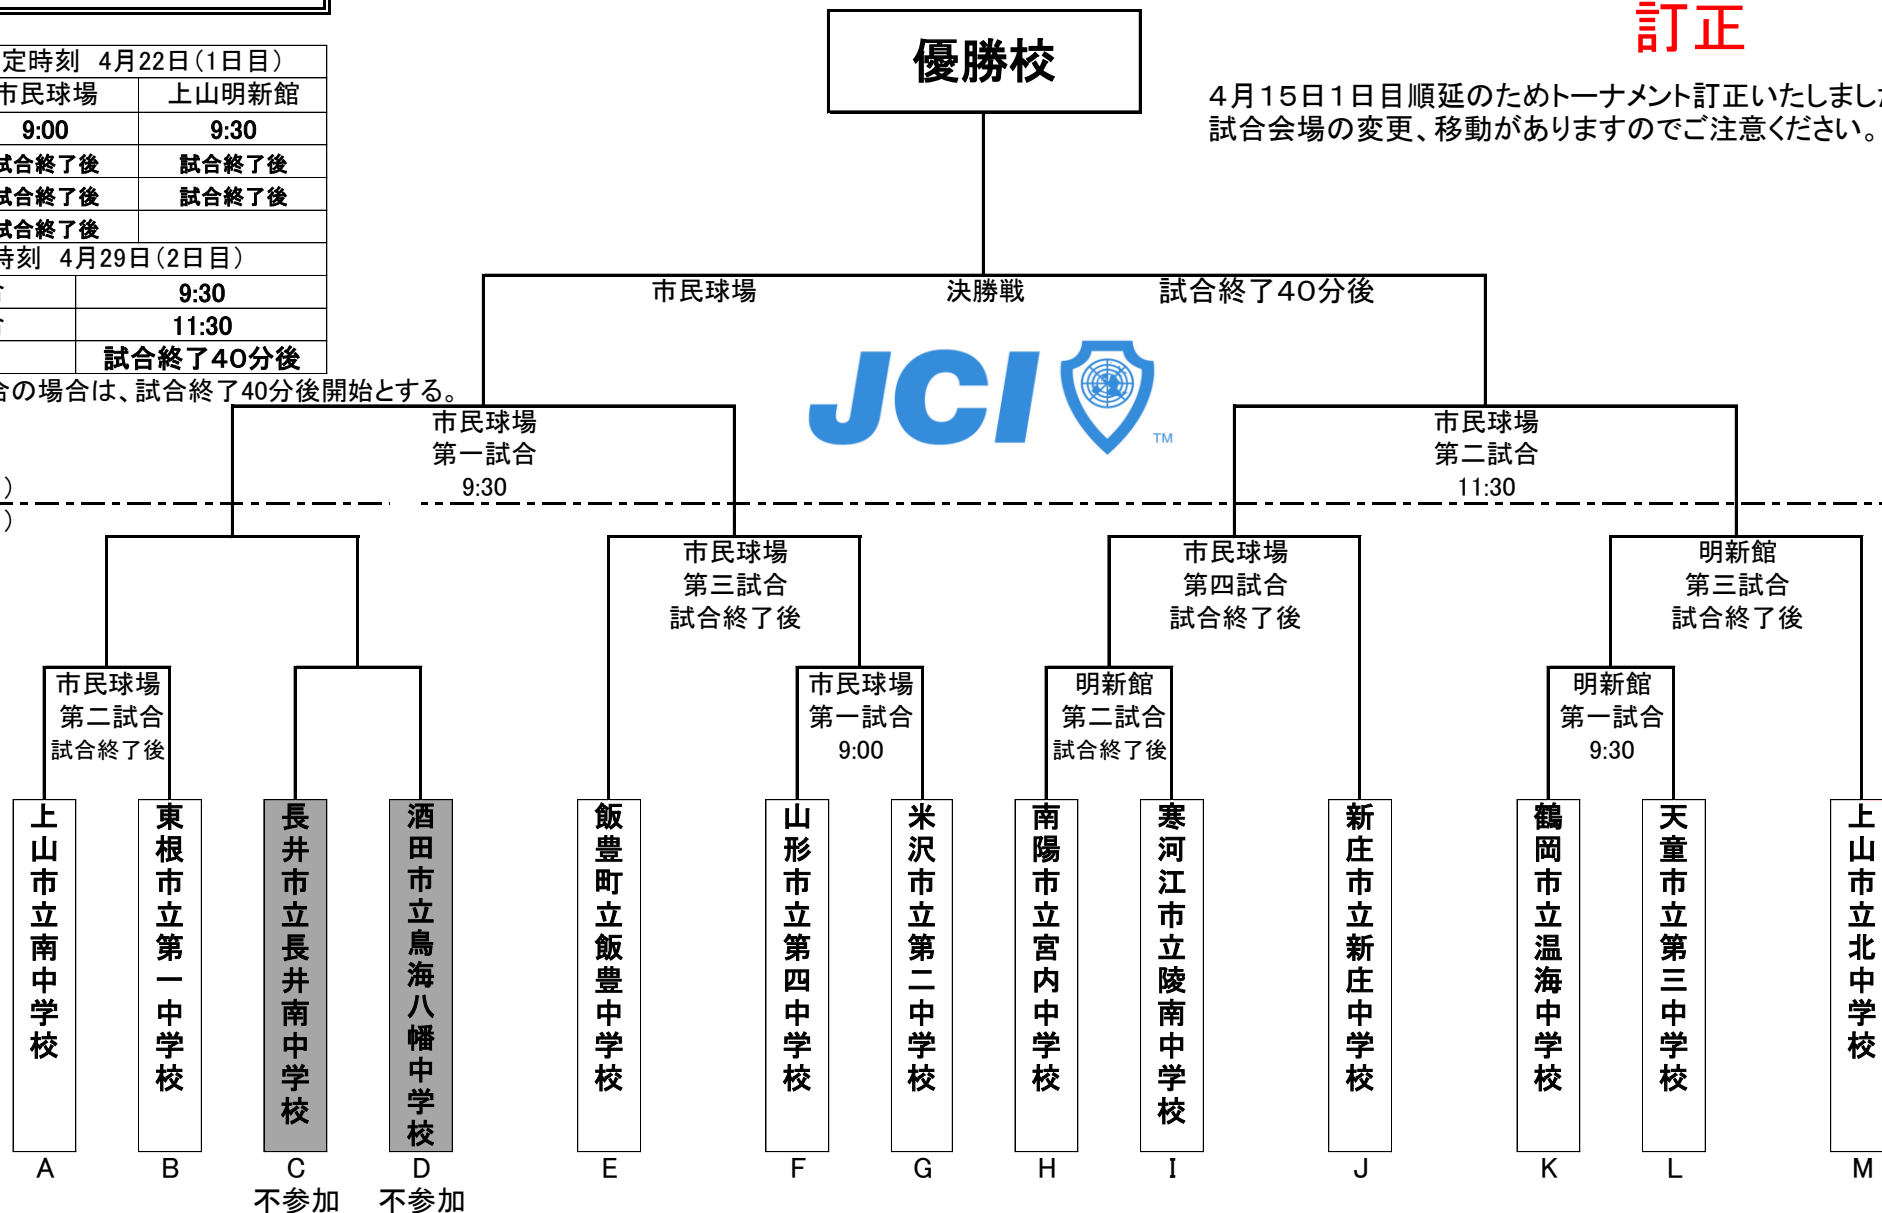 訂正
優勝校
4月15日1日目順延のためトーナメント訂正いたしました
試合会場の変更、移動がありますのでご注意ください。
定時刻 4月22日(1日目)
市民球場 上山明新館
9:00 9:30
試合終了後 試合終了後
試合終了後 試合終了後
試合終了後
時刻 4月29日(2日目)
合 9:30
合 11:30
試合終了40分後
合の場合は、試合終了40分後開始とする。
市民球場 決勝戦 試合終了40分後
JCI
TM
市民球場
第一試合
9:30
市民球場
第二試合
11:30
)
)
市民球場
第三試合
試合終了後
市民球場
第四試合
試合終了後
明新館
第三試合
試合終了後
市民球場
第二試合
試合終了後
市民球場
第一試合
9:00
明新館
第二試合
試合終了後
明新館
第一試合
9:30
上山市立南中学校
東根市立第一中学校
長井市立長井南中学校
酒田市立鳥海八幡中学校
飯豊町立飯豊中学校
山形市立第四中学校
米沢市立第二中学校
南陽市立宮内中学校
寒河江市立陵南中学校
新庄市立新庄中学校
鶴岡市立温海中学校
天童市立第三中学校
上山市立北中学校
A B C D E F G H I J K L M
不参加 不参加